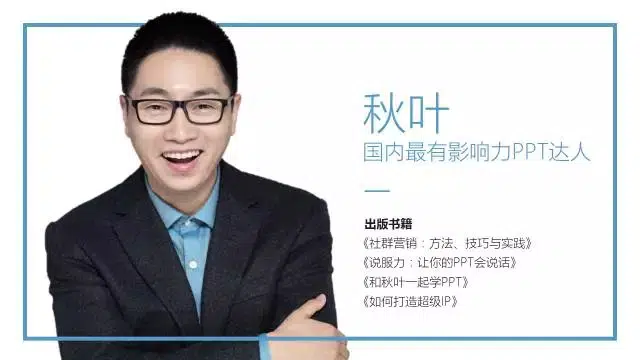 秋叶
国内最有影响力PPT达人
出版书籍
《社群营销：方法、技巧与实践》
《说服力：让你的PPT会说话》
《和秋叶一起学PPT》
《如何打造超级IP》